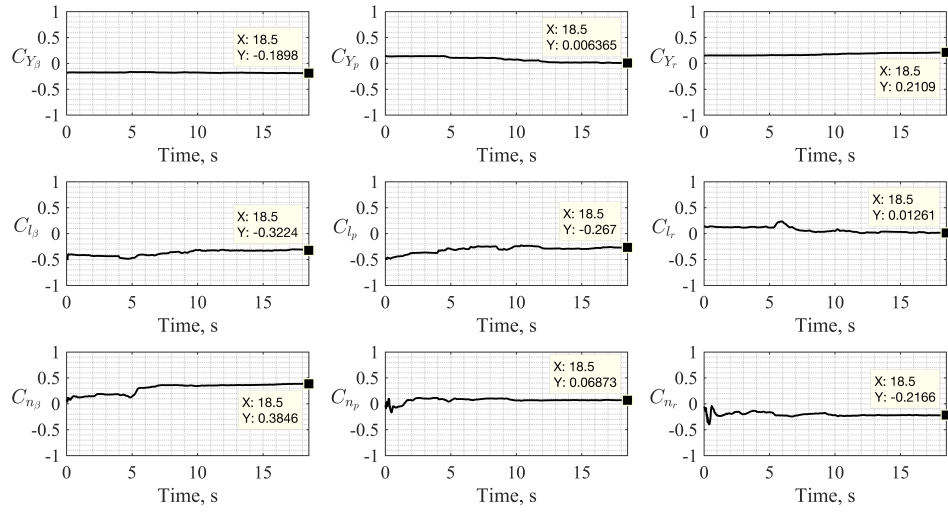 1
0.5
0
-0.5
-1
C_{Y_β}
X: 18.5
Y: -0.1898
0 5 10 15
Time, s
1
0.5
0
-0.5
-1
C_{Y_p}
X: 18.5
Y: 0.006365
0 5 10 15
Time, s
1
0.5
0
-0.5
-1
C_{Y_r}
X: 18.5
Y: 0.2109
0 5 10 15
Time, s
1
0.5
0
-0.5
-1
C_{l_β}
X: 18.5
Y: -0.3224
0 5 10 15
Time, s
1
0.5
0
-0.5
-1
C_{l_p}
X: 18.5
Y: -0.267
0 5 10 15
Time, s
1
0.5
0
-0.5
-1
C_{l_r}
X: 18.5
Y: 0.01261
0 5 10 15
Time, s
1
0.5
0
-0.5
-1
C_{n_β}
X: 18.5
Y: 0.3846
0 5 10 15
Time, s
1
0.5
0
-0.5
-1
C_{n_p}
X: 18.5
Y: 0.06873
0 5 10 15
Time, s
1
0.5
0
-0.5
-1
C_{n_r}
X: 18.5
Y: -0.2166
0 5 10 15
Time, s